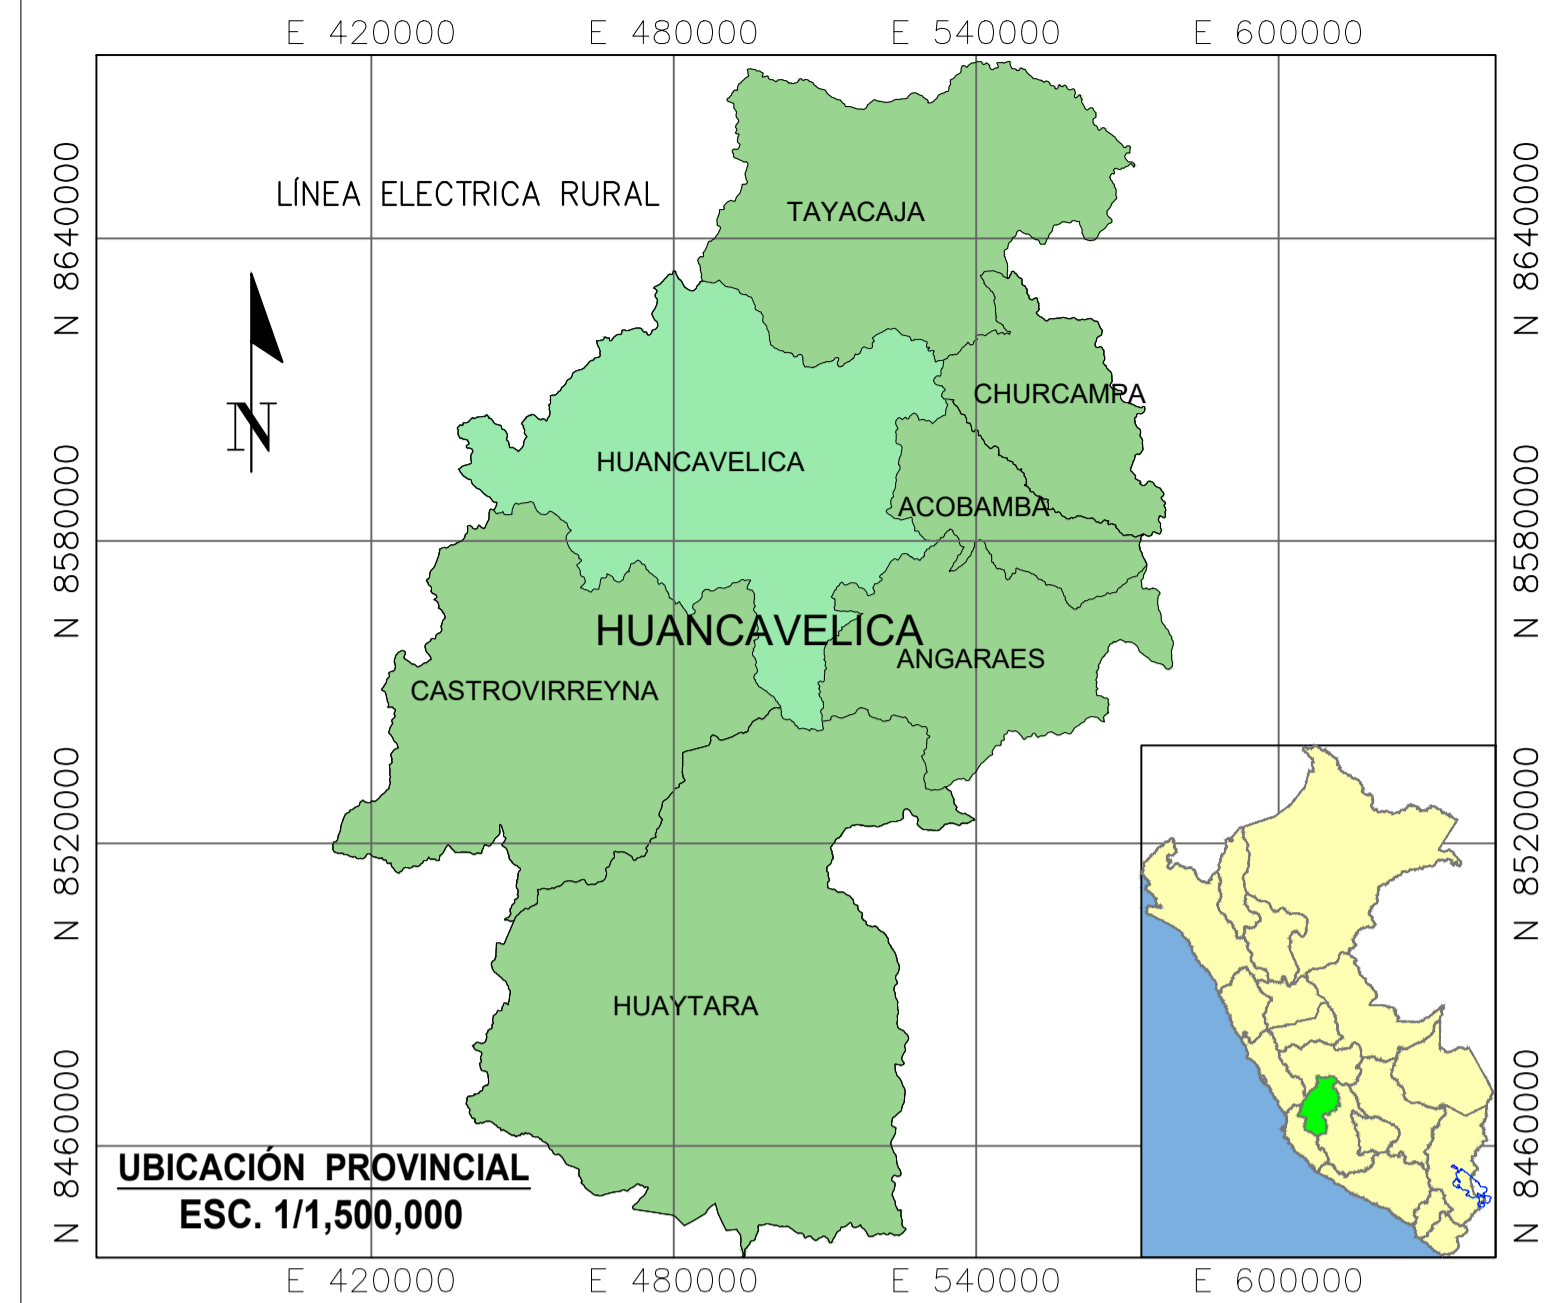 E 420000
E 480000
E 540000
E 600000
N 8640000
N 8640000
LÍNEA ELECTRICA RURAL
TAYACAJA
N
CHURCAMPA
HUANCAVELICA
N 8580000
N 8580000
ACOBAMBA
HUANCAVELICA
ANGARAES
CASTROVIRREYNA
N 8520000
N 8520000
HUAYTARA
N 8460000
N 8460000
UBICACIÓN PROVINCIAL
ESC. 1/1,500,000
E 420000
E 480000
E 540000
E 600000